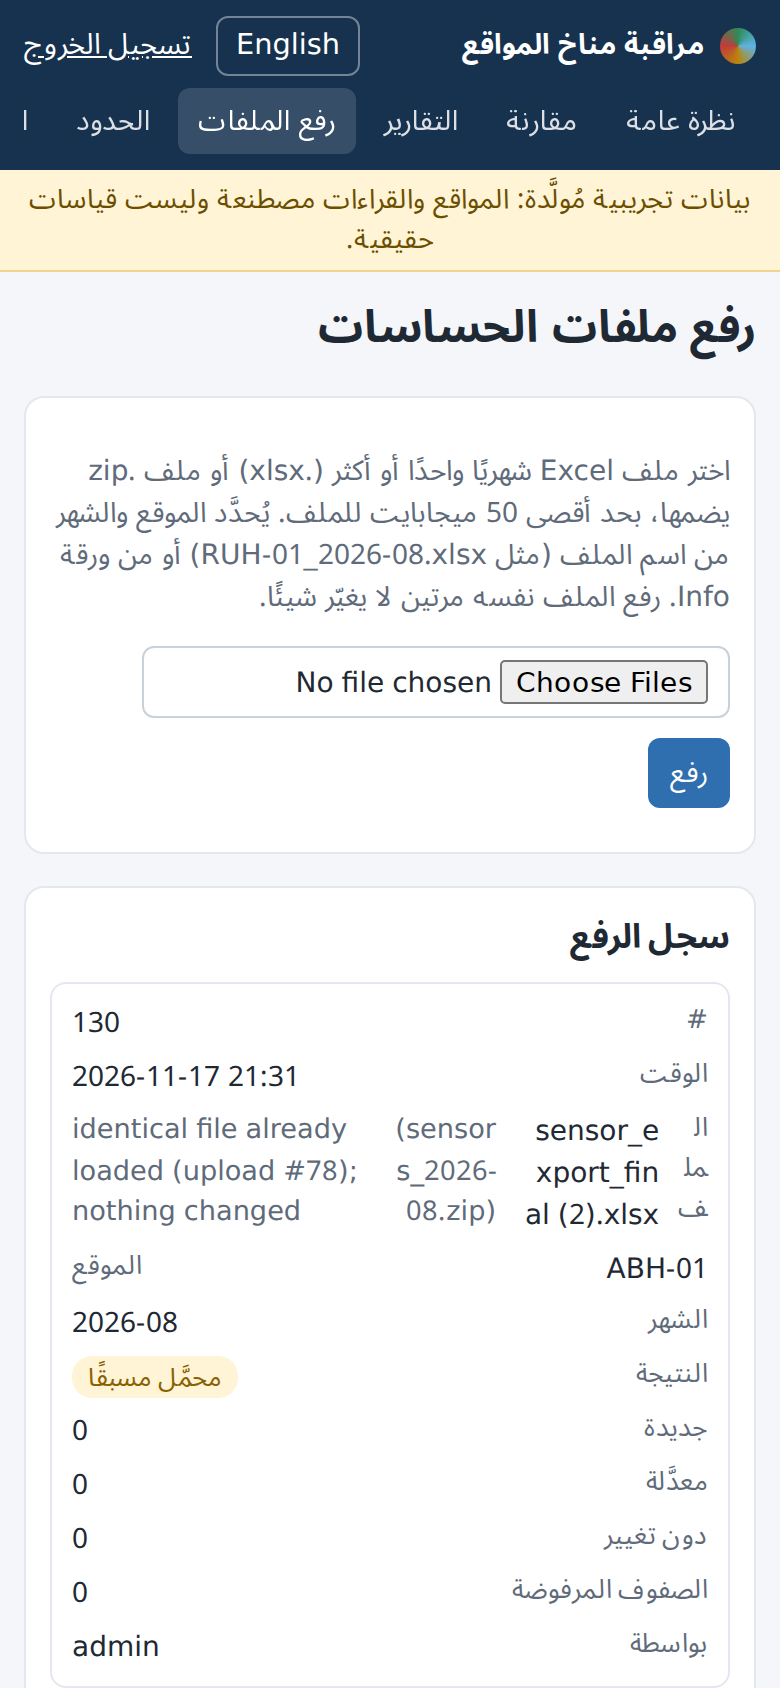 مراقبة مناخ المواقع
English
تسجيل الخروج
نظرة عامة
مقارنة
التقارير
رفع الملفات
الحدود
ا
بيانات تجريبية مُولَّدة: المواقع والقراءات مصطنعة وليست قياسات
حقيقية.
رفع ملفات الحساسات
اختر ملف Excel شهريًا واحدًا أو أكثر (.xlsx) أو ملف .zip
يضمها، بحد أقصى 50 ميجابايت للملف. يُحدَّد الموقع والشهر
من اسم الملف (مثل RUH-01_2026-08.xlsx) أو من ورقة
Info. رفع الملف نفسه مرتين لا يغيّر شيئًا.
Choose Files No file chosen
رفع
سجل الرفع
# 130
الوقت 2026-11-17 21:31
الملف
sensor_e
xport_fin
al (2).xlsx
(sensor
s_2026-
08.zip)
identical file already
loaded (upload #78);
nothing changed
ABH-01 الموقع
الشهر 2026-08
النتيجة محمَّل مسبقًا
جديدة 0
معدَّلة 0
دون تغيير 0
الصفوف المرفوضة 0
بواسطة admin